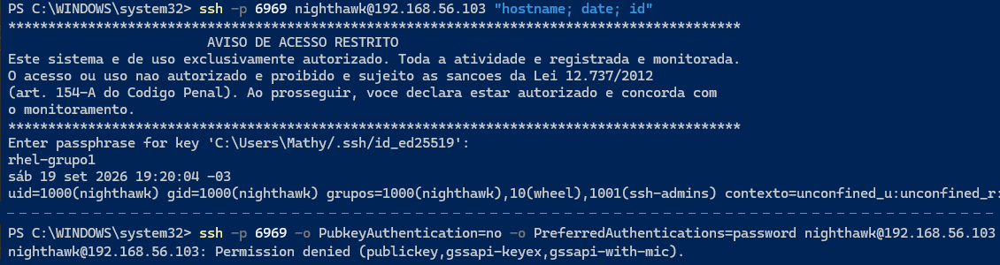 PS C:\WINDOWS\system32> ssh -p 6969 nighthawk@192.168.56.103 "hostname; date; id"
********************************************************************************************
AVISO DE ACESSO RESTRITO
Este sistema e de uso exclusivamente autorizado. Toda a atividade e registrada e monitorada.
O acesso ou uso nao autorizado e proibido e sujeito as sancoes da Lei 12.737/2012
(art. 154-A do Codigo Penal). Ao prosseguir, voce declara estar autorizado e concorda com
o monitoramento.
********************************************************************************************
Enter passphrase for key 'C:\Users\Mathy/.ssh/id_ed25519':
rhel-grupo1
sáb 19 set 2026 19:20:04 -03
uid=1000(nighthawk) gid=1000(nighthawk) grupos=1000(nighthawk),10(wheel),1001(ssh-admins) contexto=unconfined_u:unconfined_r:
PS C:\WINDOWS\system32> ssh -p 6969 -o PubkeyAuthentication=no -o PreferredAuthentications=password nighthawk@192.168.56.103
nighthawk@192.168.56.103: Permission denied (publickey,gssapi-keyex,gssapi-with-mic).